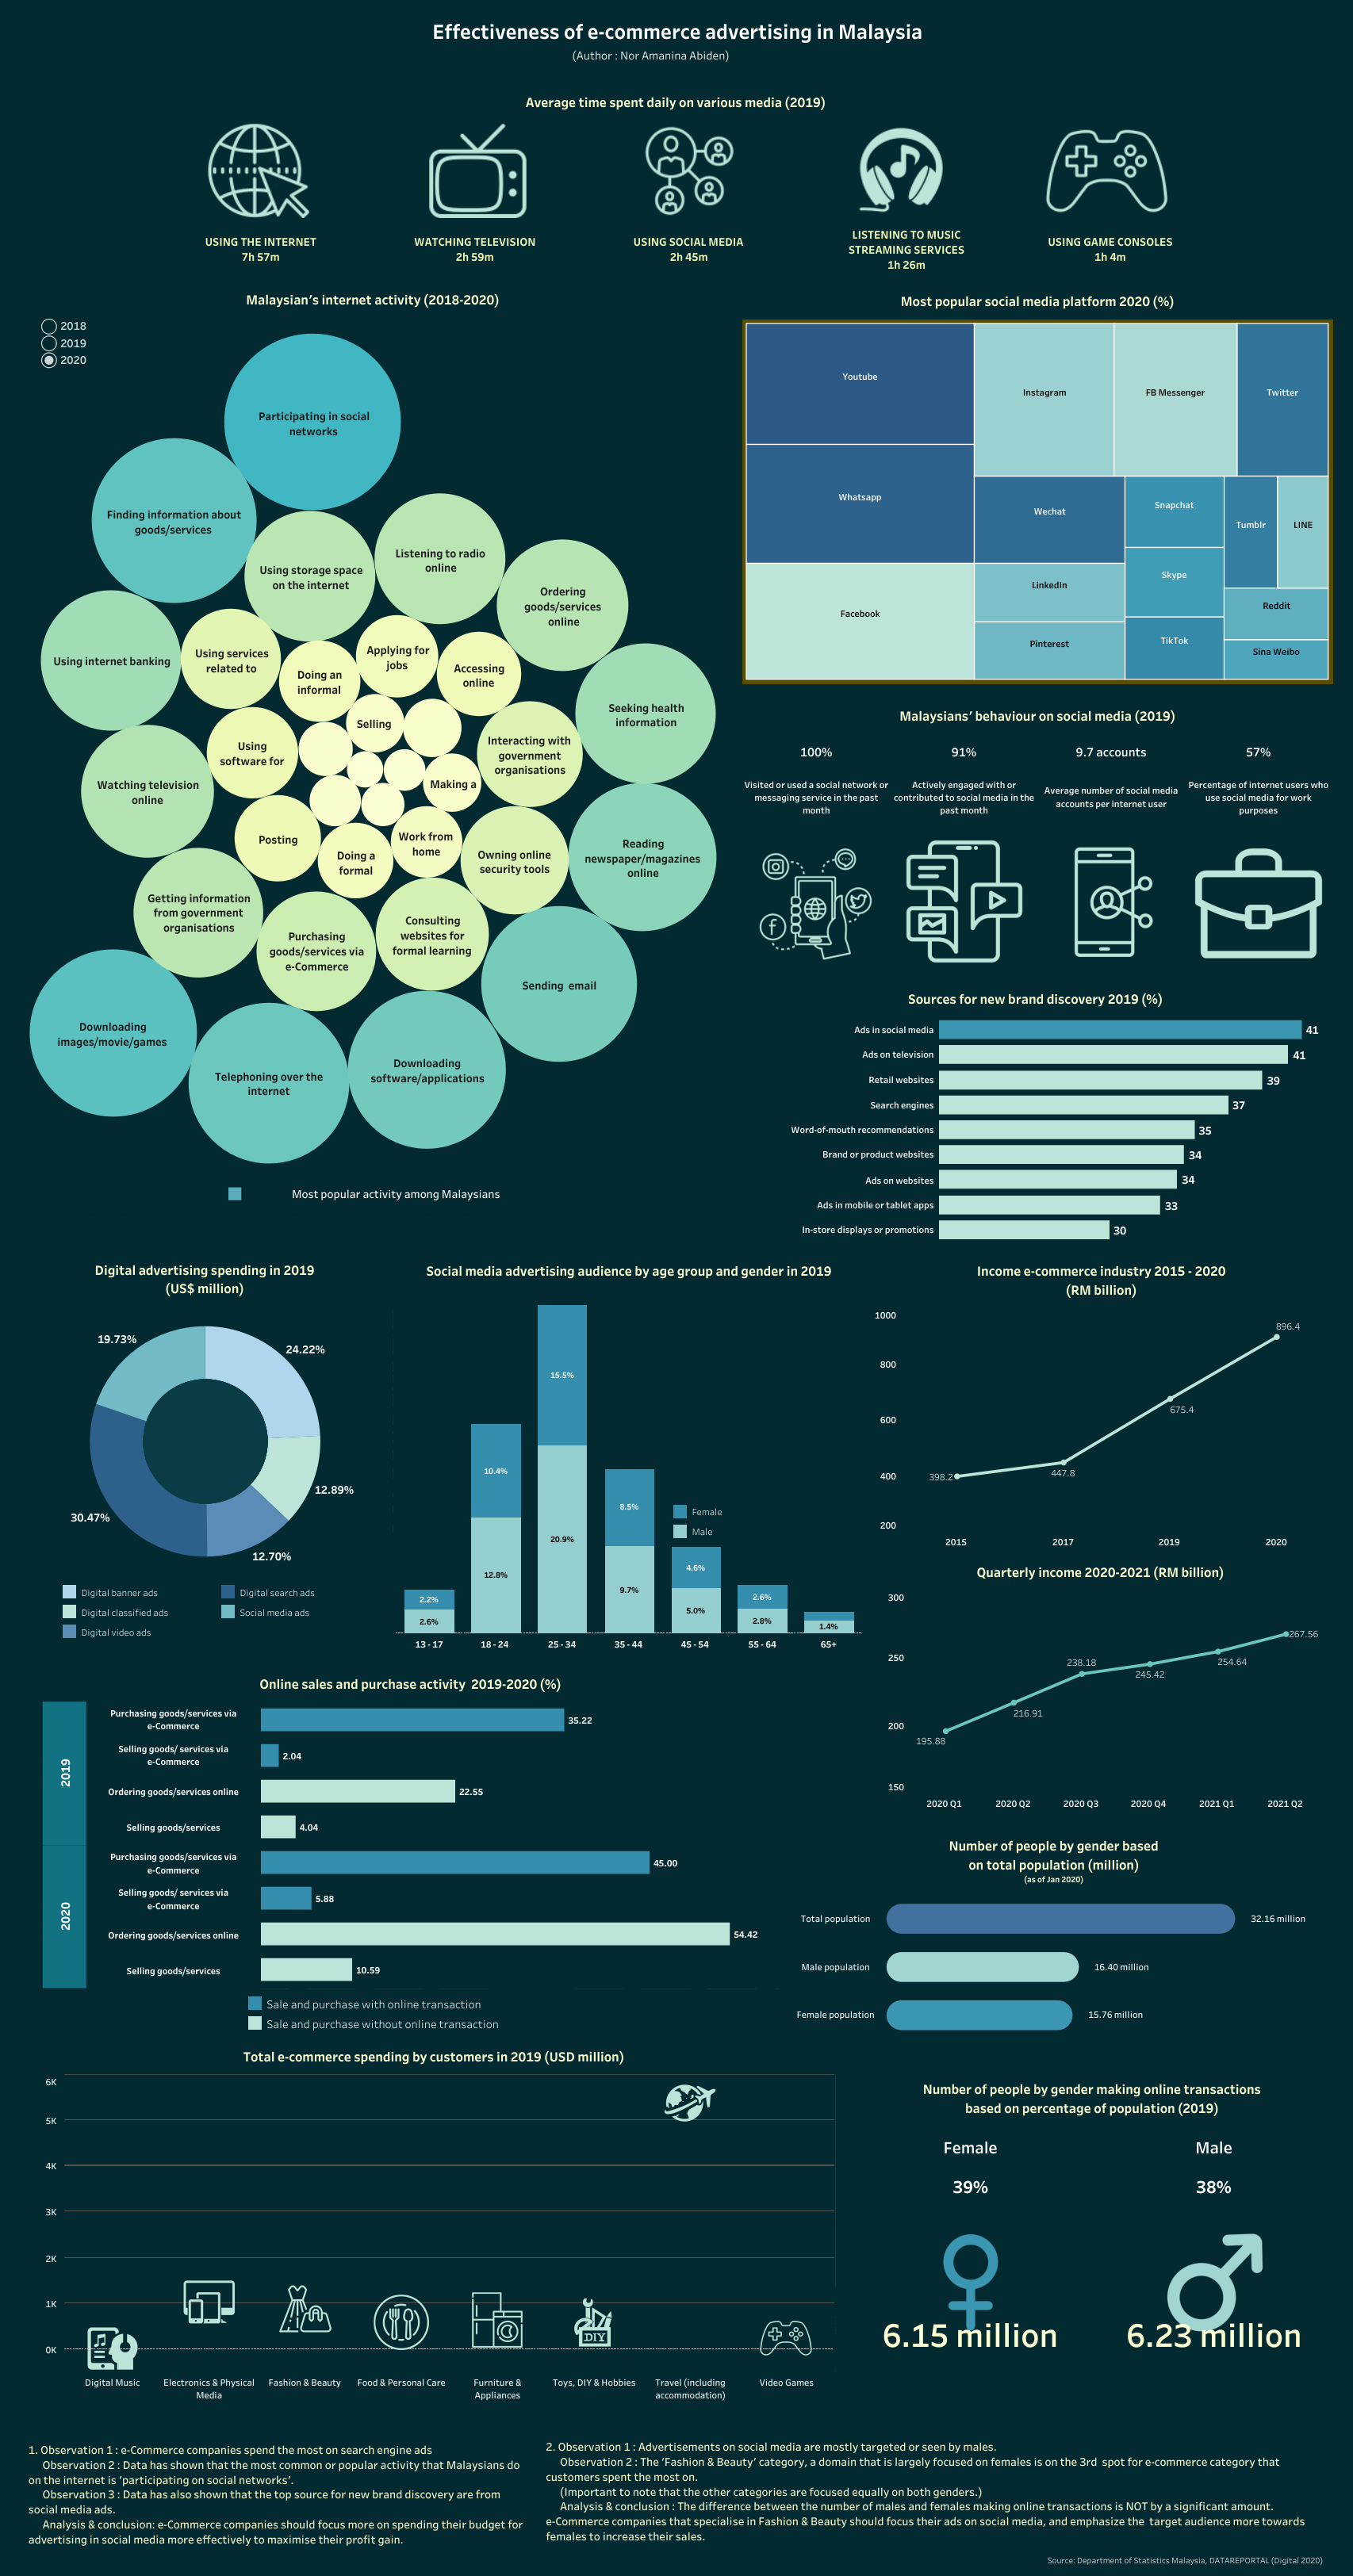 Effectiveness of e-commerce advertising in Malaysia
(Author : Nor Amanina Abiden)
Average time spent daily on various media (2019)
USING THE INTERNET
7h 57m
WATCHING TELEVISION
2h 59m
USING SOCIAL MEDIA
2h 45m
LISTENING TO MUSIC
STREAMING SERVICES
1h 26m
USING GAME CONSOLES
1h 4m
Malaysian's internet activity (2018-2020)
2018
2019
2020
Participating in social
networks
Finding information about
goods/services
Using storage space
on the internet
Listening to radio
online
Ordering
goods/services
online
Using internet banking
Using services
related to
Doing an
informal
Applying for
jobs
Accessing
online
Seeking health
information
Selling
Using
software for
Interacting with
government
organisations
Watching television
online
Making a
Posting
Doing a
formal
Work from
home
Owning online
security tools
Reading
newspaper/magazines
online
Getting information
from government
organisations
Purchasing
goods/services via
e-Commerce
Consulting
websites for
formal learning
Sending email
Downloading
images/movie/games
Telephoning over the
internet
Downloading
software/applications
Most popular activity among Malaysians
Most popular social media platform 2020 (%)
Youtube
Instagram
FB Messenger
Twitter
Whatsapp
Wechat
Snapchat
Tumblr
LINE
Skype
LinkedIn
Facebook
Reddit
Pinterest
TikTok
Sina Weibo
Malaysians' behaviour on social media (2019)
100%
Visited or used a social network or
messaging service in the past
month
91%
Actively engaged with or
contributed to social media in the
past month
9.7 accounts
Average number of social media
accounts per internet user
57%
Percentage of internet users who
use social media for work
purposes
Sources for new brand discovery 2019 (%)
Ads in social media 41
Ads on television 41
Retail websites 39
Search engines 37
Word-of-mouth recommendations 35
Brand or product websites 34
Ads on websites 34
Ads in mobile or tablet apps 33
In-store displays or promotions 30
Digital advertising spending in 2019
(US$ million)
19.73%
24.22%
12.89%
30.47%
12.70%
Digital banner ads
Digital search ads
Digital classified ads
Social media ads
Digital video ads
Social media advertising audience by age group and gender in 2019
15.5%
10.4%
8.5%
Female
Male
20.9%
4.6%
12.8%
9.7%
2.2%
2.6%
5.0%
2.6%
2.8%
1.4%
13 - 17
18 - 24
25 - 34
35 - 44
45 - 54
55 - 64
65+
Income e-commerce industry 2015 - 2020
(RM billion)
1000
800
600
400
200
398.2
447.8
675.4
896.4
2015
2017
2019
2020
Quarterly income 2020-2021 (RM billion)
300
250
200
150
195.88
216.91
238.18
245.42
254.64
267.56
2020 Q1
2020 Q2
2020 Q3
2020 Q4
2021 Q1
2021 Q2
Online sales and purchase activity 2019-2020 (%)
2019
Purchasing goods/services via
e-Commerce
35.22
Selling goods/ services via
e-Commerce
2.04
Ordering goods/services online 22.55
Selling goods/services 4.04
2020
Purchasing goods/services via
e-Commerce
45.00
Selling goods/ services via
e-Commerce
5.88
Ordering goods/services online 54.42
Selling goods/services 10.59
Sale and purchase with online transaction
Sale and purchase without online transaction
Number of people by gender based
on total population (million)
(as of Jan 2020)
Total population 32.16 million
Male population 16.40 million
Female population 15.76 million
Total e-commerce spending by customers in 2019 (USD million)
6K
5K
4K
3K
2K
1K
0K
DIY
Digital Music
Electronics & Physical
Media
Fashion & Beauty
Food & Personal Care
Furniture &
Appliances
Toys, DIY & Hobbies
Travel (including
accommodation)
Video Games
Number of people by gender making online transactions
based on percentage of population (2019)
Female
39%
6.15 million
Male
38%
6.23 million
1. Observation 1 : e-Commerce companies spend the most on search engine ads
Observation 2 : Data has shown that the most common or popular activity that Malaysians do
on the internet is 'participating on social networks'.
Observation 3 : Data has also shown that the top source for new brand discovery are from
social media ads.
Analysis & conclusion: e-Commerce companies should focus more on spending their budget for
advertising in social media more effectively to maximise their profit gain.
2. Observation 1 : Advertisements on social media are mostly targeted or seen by males.
Observation 2 : The 'Fashion & Beauty' category, a domain that is largely focused on females is on the 3rd spot for e-commerce category that
customers spent the most on.
(Important to note that the other categories are focused equally on both genders.)
Analysis & conclusion : The difference between the number of males and females making online transactions is NOT by a significant amount.
e-Commerce companies that specialise in Fashion & Beauty should focus their ads on social media, and emphasize the target audience more towards
females to increase their sales.
Source: Department of Statistics Malaysia, DATAREPORTAL (Digital 2020)